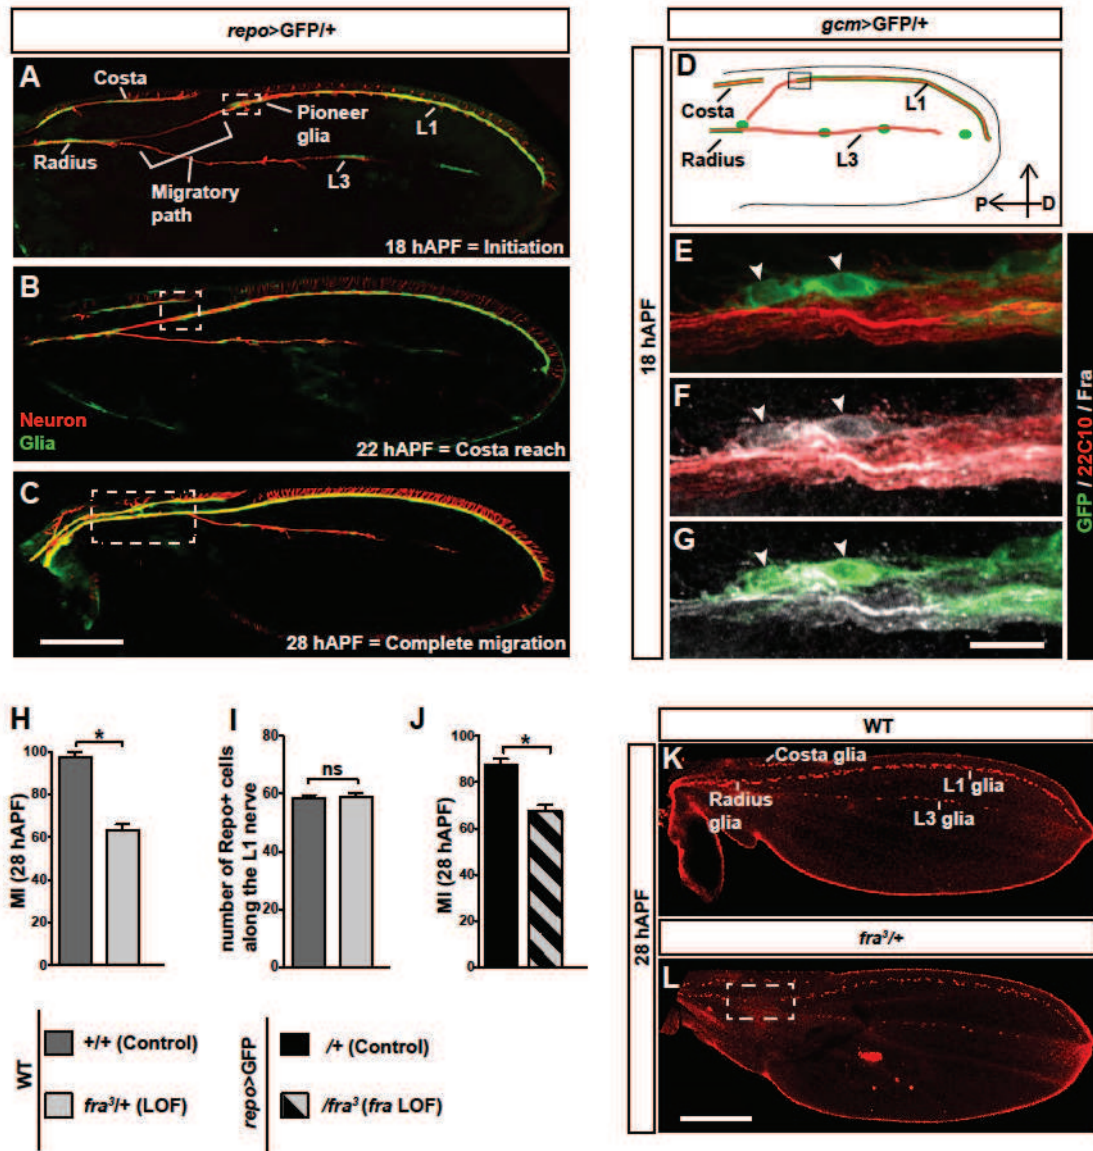 repo>GFP/+
A
Costa
Pioneer
glia
L1
Radius
Migratory
path
L3
18 hAPF = Initiation
B
Neuron
Glia
22 hAPF = Costa reach
C
28 hAPF = Complete migration
gcm>GFP/+
18 hAPF
D
Costa
L1
Radius
L3
P
D
E
F
G
GFP / 22C10 / Fra
H
MI (28 hAPF)
100
80
60
40
20
0
*
I
number of Repo+ cells
along the L1 nerve
80
60
40
20
0
ns
J
MI (28 hAPF)
100
80
60
40
20
0
*
WT
+/+ (Control)
fra³/+ (LOF)
repo>GFP
/+ (Control)
/fra³ (fra LOF)
28 hAPF
WT
K
Costa glia
L1 glia
Radius
glia
L3 glia
fra³/+
L